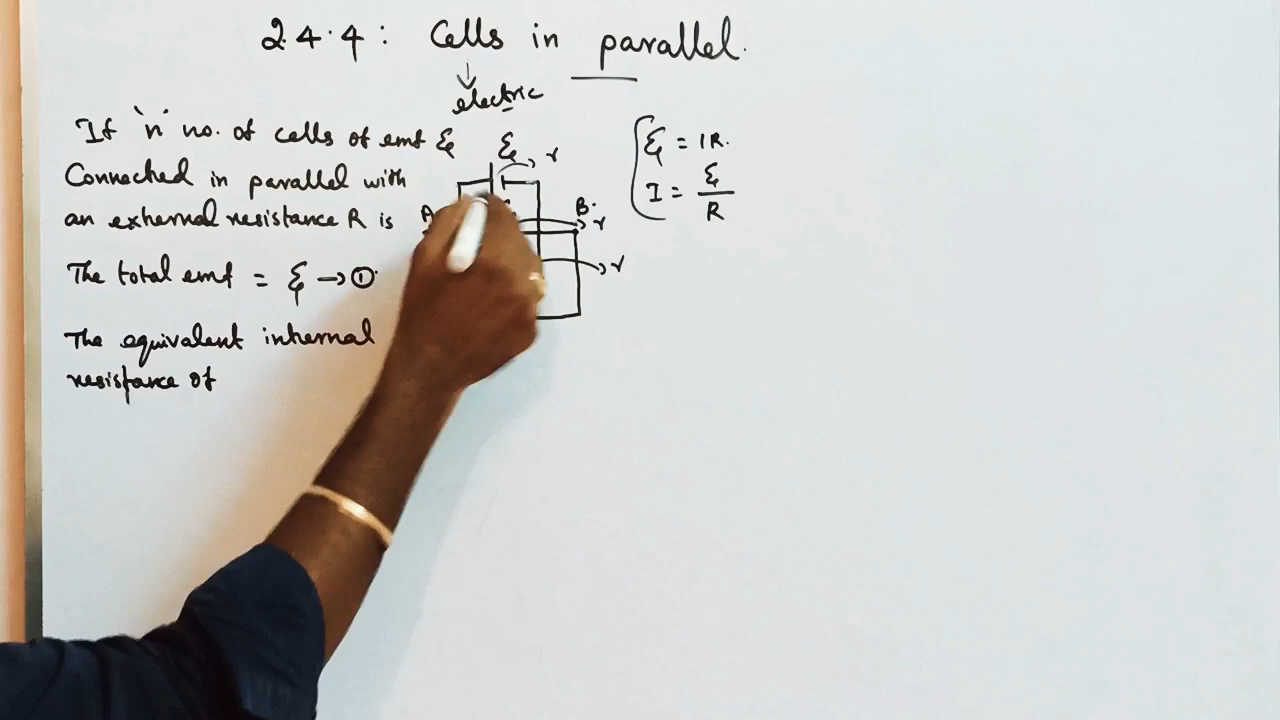 2.4.4: Cells in parallel.
electric
If 'n' no. of cells of emf ξ
Connected in parallel with
an external resistance R is
The total emf = ξ → ①
The equivalent internal
resistance of
ξ r
A B. r
r
ξ = IR.
I = ξ/R